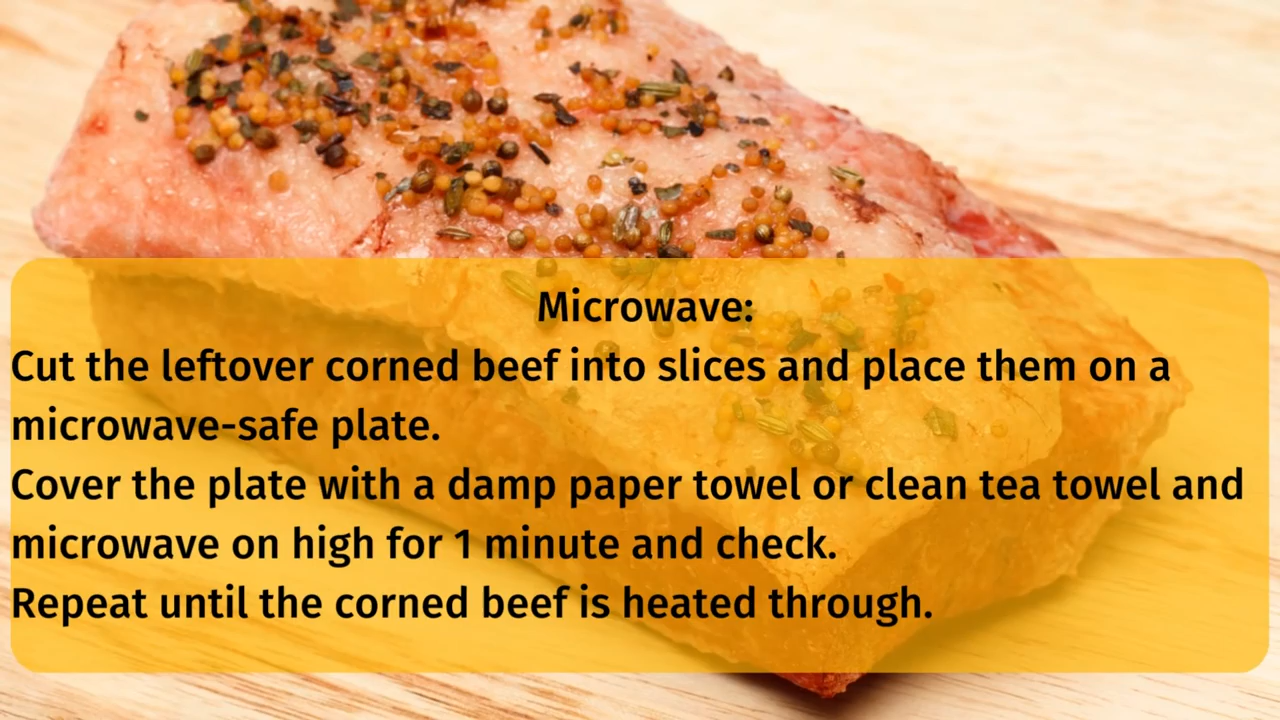 Microwave:
Cut the leftover corned beef into slices and place them on a
microwave-safe plate.
Cover the plate with a damp paper towel or clean tea towel and
microwave on high for 1 minute and check.
Repeat until the corned beef is heated through.